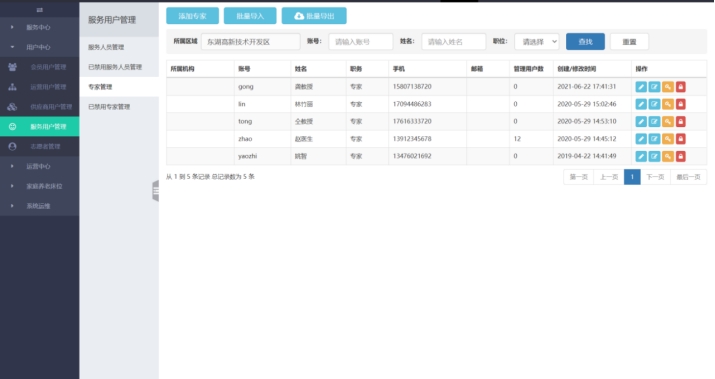 服务用户管理
添加专家 批量导入 批量导出
服务中心
用户中心
会员用户管理
运营用户管理
供应商用户管理
服务用户管理
志愿者管理
运营中心
家庭养老床位
系统运维
服务人员管理
已禁用服务人员管理
专家管理
已禁用专家管理
所属区域 东湖高新技术开发区 账号: 请输入账号 姓名: 请输入姓名 职位: 请选择 查找 重置
所属机构 账号 姓名 职务 手机 邮箱 管理用户数 创建/修改时间 操作
gong 龚教授 专家 15807138720 0 2021-06-22 17:41:31
lin 林竹丽 专家 17094486283 0 2020-05-29 15:02:46
tong 仝教授 专家 17616333720 0 2020-05-29 14:53:10
zhao 赵医生 专家 13912345678 12 2020-05-29 14:45:12
yaozhi 姚智 专家 13476021692 0 2019-04-22 14:41:49
从 1 到 5 条记录 总记录数为 5 条
第一页 上一页 1 下一页 最后一页